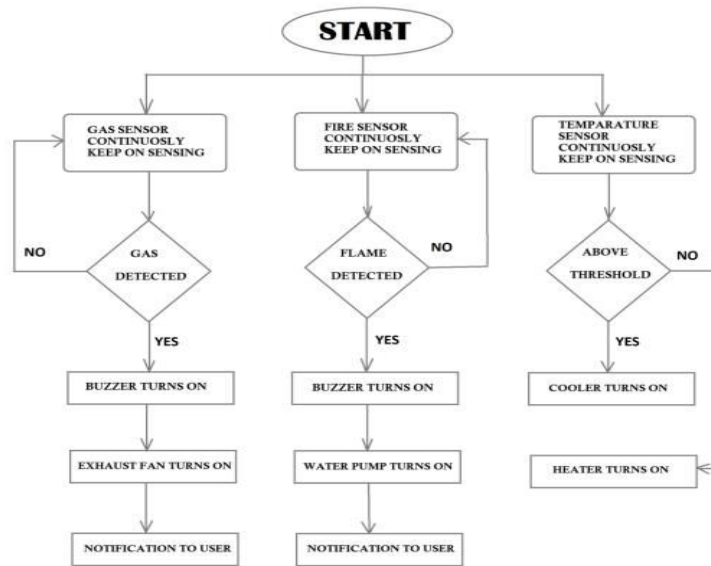 START
GAS SENSOR
CONTINUOSLY
KEEP ON SENSING
FIRE SENSOR
CONTINUOSLY
KEEP ON SENSING
TEMPARATURE
SENSOR
CONTINUOSLY
KEEP ON SENSING
NO
GAS
DETECTED
FLAME
DETECTED
NO
ABOVE
THRESHOLD
NO
YES
YES
YES
BUZZER TURNS ON
BUZZER TURNS ON
COOLER TURNS ON
EXHAUST FAN TURNS ON
WATER PUMP TURNS ON
HEATER TURNS ON
NOTIFICATION TO USER
NOTIFICATION TO USER